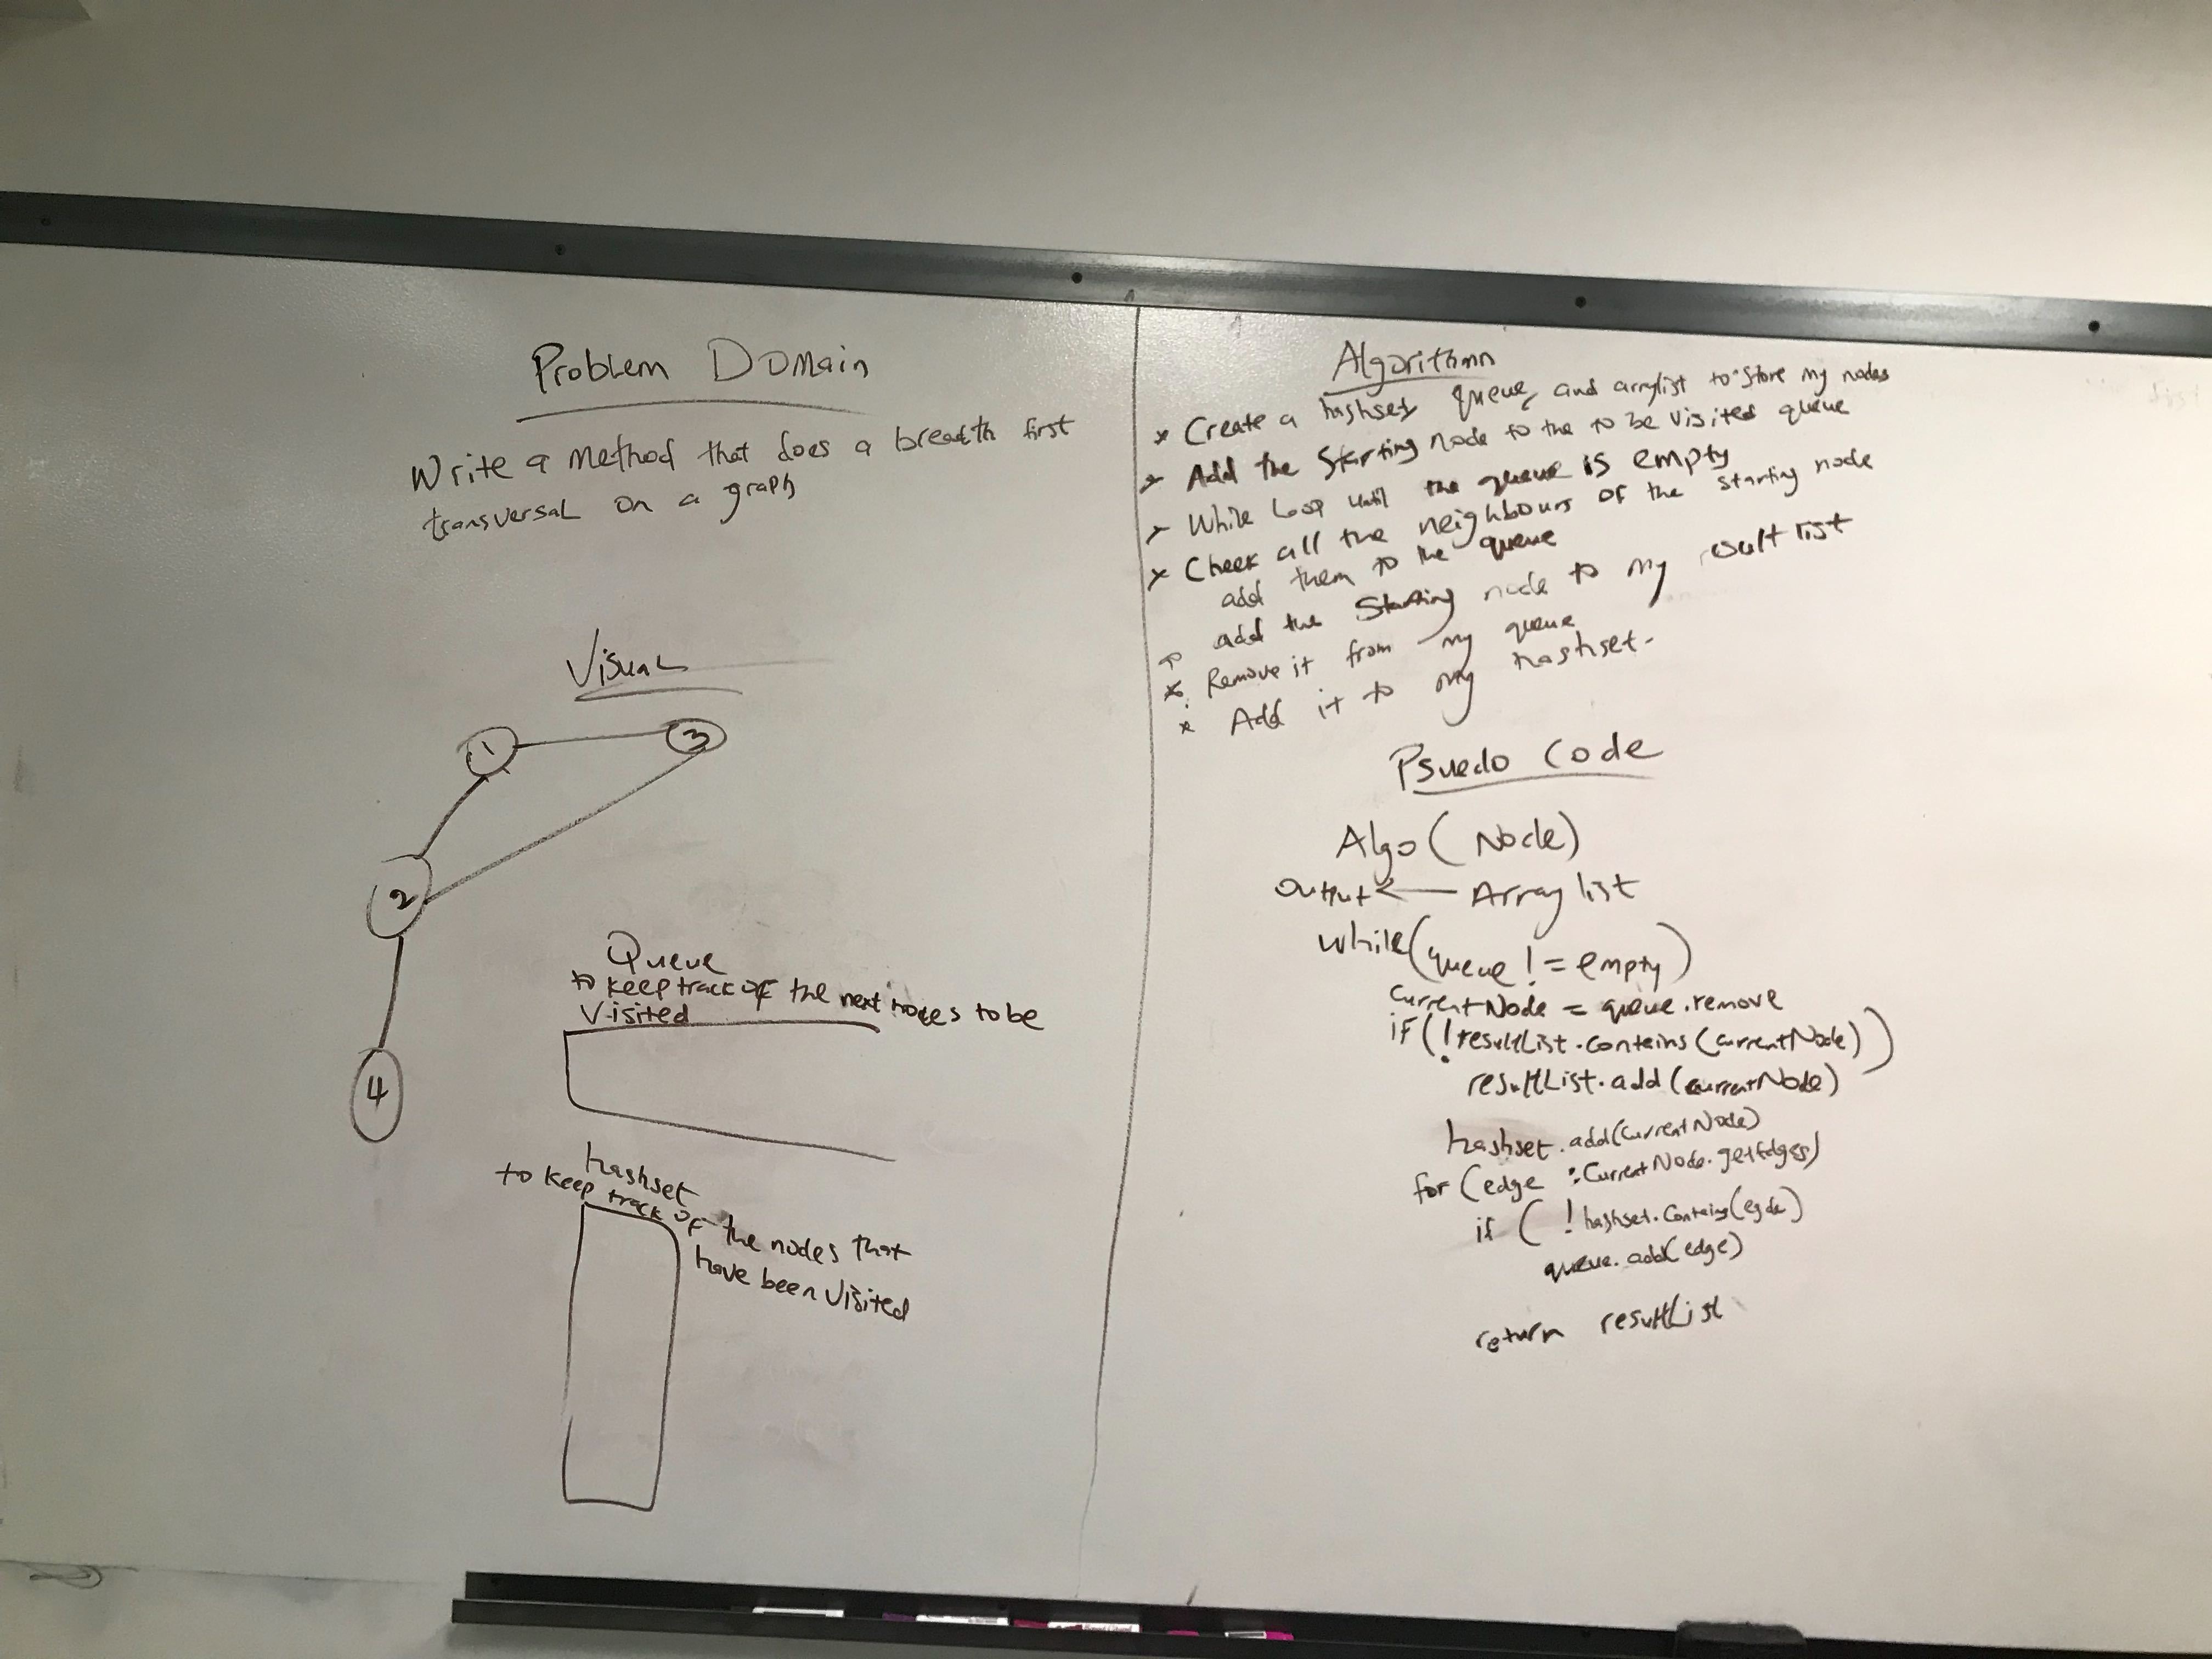 Problem Domain
Write a method that does a breadth first
transversal on a graph
Visual
1
3
2
4
Queue
to keep track of the next nodes to be
visited
hashset
to keep track of the nodes that
have been visited
Algorithmn
* Create a hashset, queue, and arraylist to store my nodes
* Add the starting node to the to be visited queue
* While loop until the queue is empty
* Check all the neighbours of the starting node
add them to the queue
* add the starting node to my result list
* Remove it from my queue
* Add it to my hashset.
Psuedo Code
Algo (Node)
output ← Array list
while (queue != empty)
currentNode = queue.remove
if (!resultList.contains(currentNode))
resultList.add(currentNode)
hashset.add(currentNode)
for (edge : CurrentNode.getEdges)
if ( ! hashset.contains(egde)
queue.add(edge)
return resultList